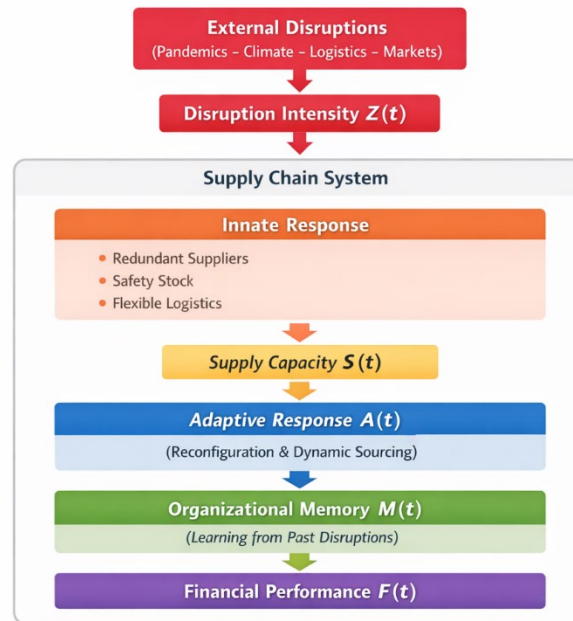 External Disruptions
(Pandemics – Climate – Logistics – Markets)
Disruption Intensity Z(t)
Supply Chain System
Innate Response
• Redundant Suppliers
• Safety Stock
• Flexible Logistics
Supply Capacity S(t)
Adaptive Response A(t)
(Reconfiguration & Dynamic Sourcing)
Organizational Memory M(t)
(Learning from Past Disruptions)
Financial Performance F(t)